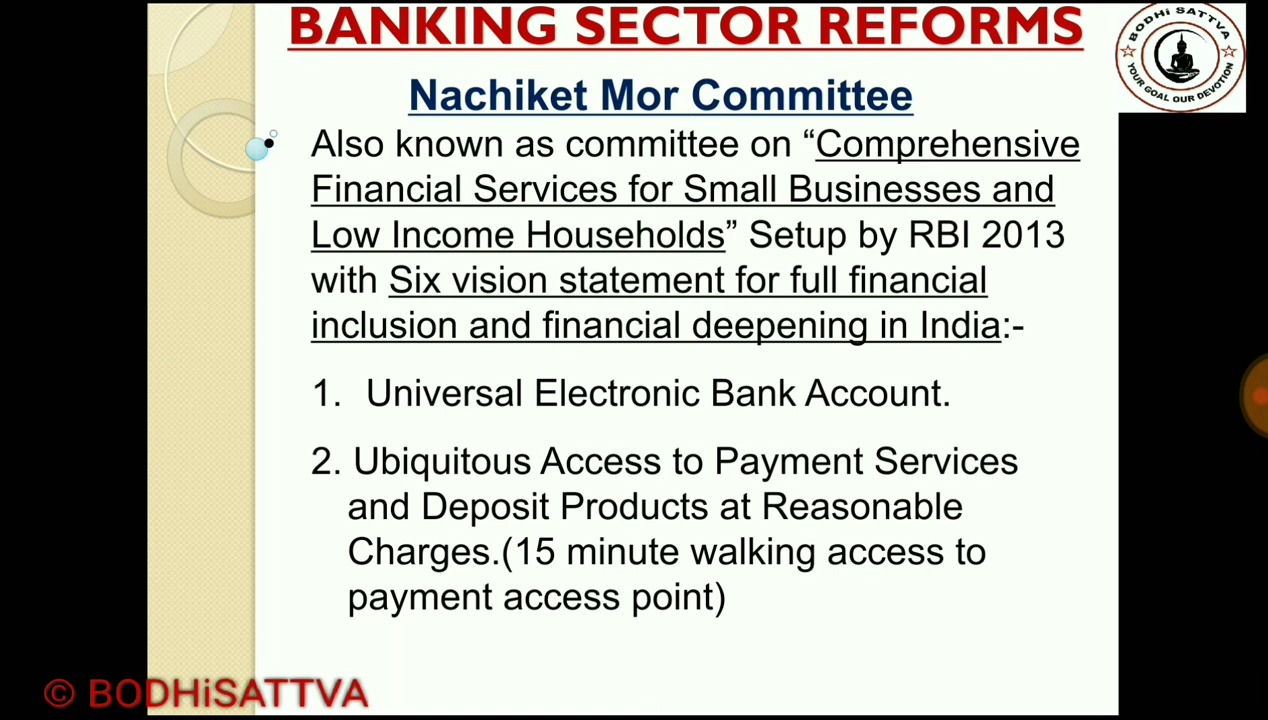 BANKING SECTOR REFORMS
BODHi SATTVA
YOUR GOAL OUR DEVOTION
Nachiket Mor Committee
Also known as committee on “Comprehensive
Financial Services for Small Businesses and
Low Income Households” Setup by RBI 2013
with Six vision statement for full financial
inclusion and financial deepening in India:-
1. Universal Electronic Bank Account.
2. Ubiquitous Access to Payment Services
and Deposit Products at Reasonable
Charges.(15 minute walking access to
payment access point)
© BODHiSATTVA